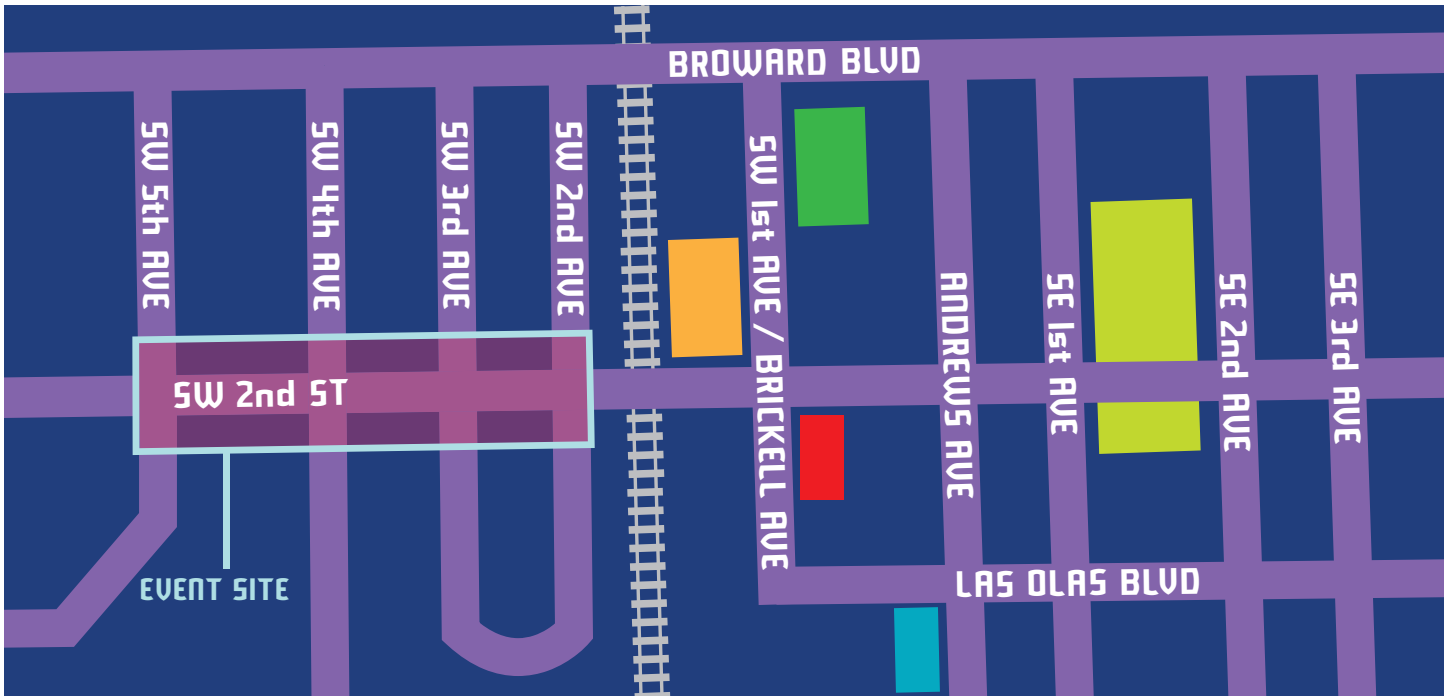 BROWARD BLVD
SW 5th AVE
SW 4th AVE
SW 3rd AVE
SW 2nd AVE
SW 1st AVE / BRICKELL AVE
ANDREWS AVE
SE 1st AVE
SE 2nd AVE
SE 3rd AVE
SW 2nd ST
EVENT SITE
LAS OLAS BLVD